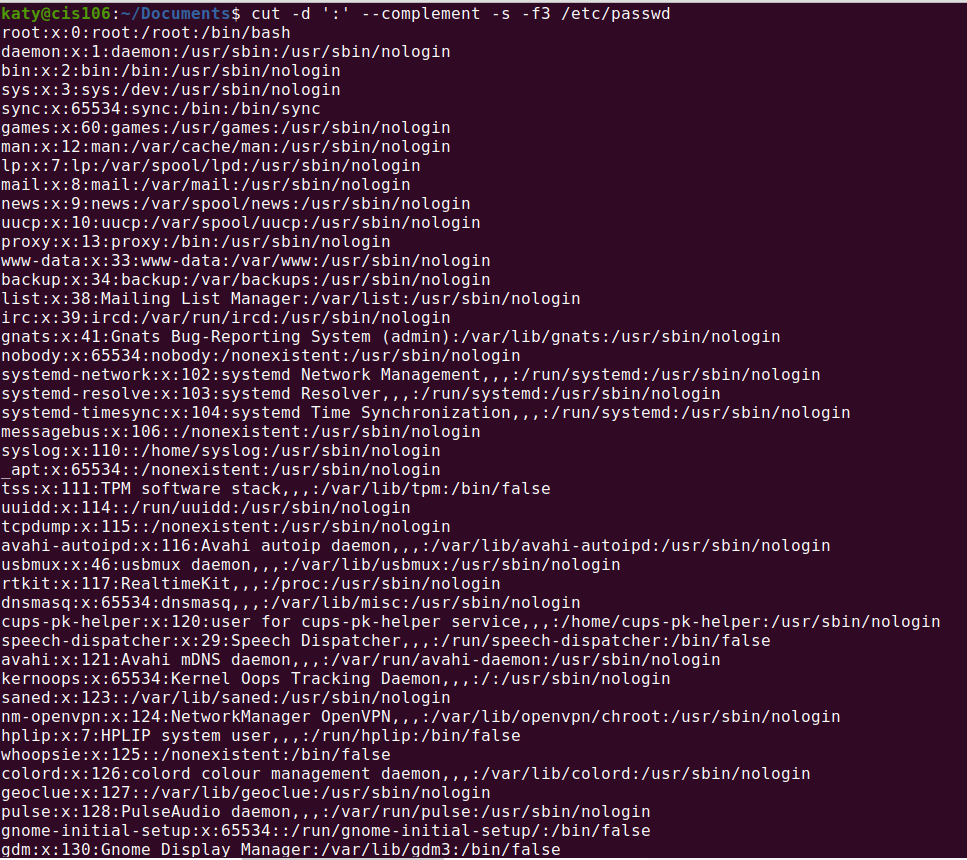 katy@cis106:~/Documents$ cut -d ':' --complement -s -f3 /etc/passwd
root:x:0:root:/root:/bin/bash
daemon:x:1:daemon:/usr/sbin:/usr/sbin/nologin
bin:x:2:bin:/bin:/usr/sbin/nologin
sys:x:3:sys:/dev:/usr/sbin/nologin
sync:x:65534:sync:/bin:/bin/sync
games:x:60:games:/usr/games:/usr/sbin/nologin
man:x:12:man:/var/cache/man:/usr/sbin/nologin
lp:x:7:lp:/var/spool/lpd:/usr/sbin/nologin
mail:x:8:mail:/var/mail:/usr/sbin/nologin
news:x:9:news:/var/spool/news:/usr/sbin/nologin
uucp:x:10:uucp:/var/spool/uucp:/usr/sbin/nologin
proxy:x:13:proxy:/bin:/usr/sbin/nologin
www-data:x:33:www-data:/var/www:/usr/sbin/nologin
backup:x:34:backup:/var/backups:/usr/sbin/nologin
list:x:38:Mailing List Manager:/var/list:/usr/sbin/nologin
irc:x:39:ircd:/var/run/ircd:/usr/sbin/nologin
gnats:x:41:Gnats Bug-Reporting System (admin):/var/lib/gnats:/usr/sbin/nologin
nobody:x:65534:nobody:/nonexistent:/usr/sbin/nologin
systemd-network:x:102:systemd Network Management,,,:/run/systemd:/usr/sbin/nologin
systemd-resolve:x:103:systemd Resolver,,,:/run/systemd:/usr/sbin/nologin
systemd-timesync:x:104:systemd Time Synchronization,,,:/run/systemd:/usr/sbin/nologin
messagebus:x:106::/nonexistent:/usr/sbin/nologin
syslog:x:110::/home/syslog:/usr/sbin/nologin
_apt:x:65534::/nonexistent:/usr/sbin/nologin
tss:x:111:TPM software stack,,,:/var/lib/tpm:/bin/false
uuidd:x:114::/run/uuidd:/usr/sbin/nologin
tcpdump:x:115::/nonexistent:/usr/sbin/nologin
avahi-autoipd:x:116:Avahi autoip daemon,,,:/var/lib/avahi-autoipd:/usr/sbin/nologin
usbmux:x:46:usbmux daemon,,,:/var/lib/usbmux:/usr/sbin/nologin
rtkit:x:117:RealtimeKit,,,:/proc:/usr/sbin/nologin
dnsmasq:x:65534:dnsmasq,,,:/var/lib/misc:/usr/sbin/nologin
cups-pk-helper:x:120:user for cups-pk-helper service,,,:/home/cups-pk-helper:/usr/sbin/nologin
speech-dispatcher:x:29:Speech Dispatcher,,,:/run/speech-dispatcher:/bin/false
avahi:x:121:Avahi mDNS daemon,,,:/var/run/avahi-daemon:/usr/sbin/nologin
kernoops:x:65534:Kernel Oops Tracking Daemon,,,:/:/usr/sbin/nologin
saned:x:123::/var/lib/saned:/usr/sbin/nologin
nm-openvpn:x:124:NetworkManager OpenVPN,,,:/var/lib/openvpn/chroot:/usr/sbin/nologin
hplip:x:7:HPLIP system user,,,:/run/hplip:/bin/false
whoopsie:x:125::/nonexistent:/bin/false
colord:x:126:colord colour management daemon,,,:/var/lib/colord:/usr/sbin/nologin
geoclue:x:127::/var/lib/geoclue:/usr/sbin/nologin
pulse:x:128:PulseAudio daemon,,,:/var/run/pulse:/usr/sbin/nologin
gnome-initial-setup:x:65534::/run/gnome-initial-setup/:/bin/false
gdm:x:130:Gnome Display Manager:/var/lib/gdm3:/bin/false